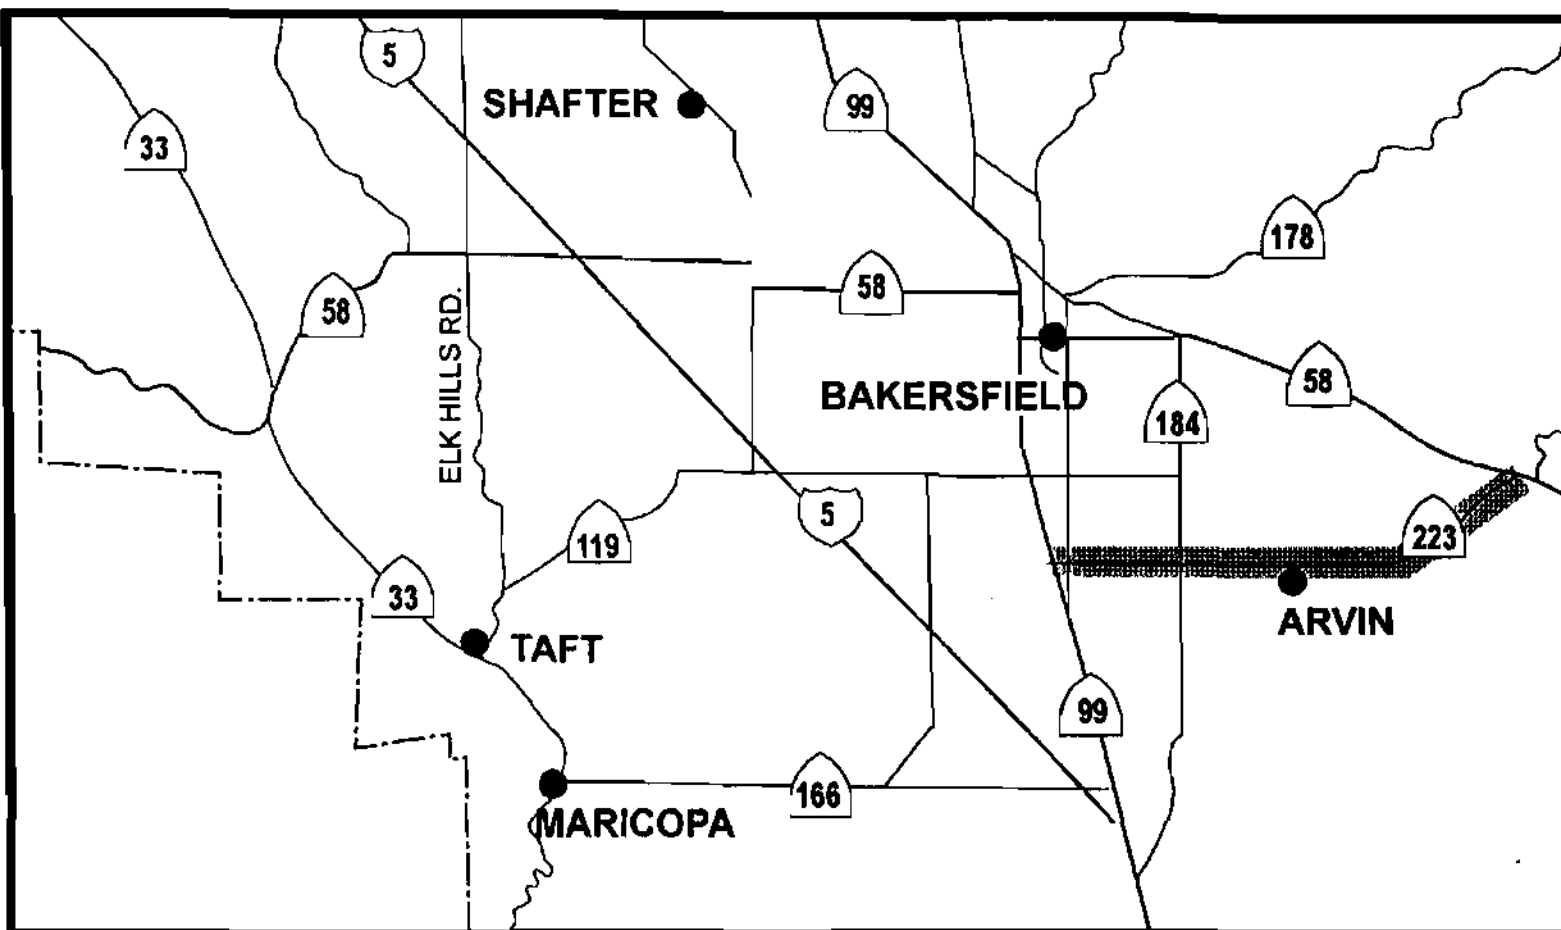 5
SHAFTER
99
33
178
58
58
ELK HILLS RD.
58
BAKERSFIELD
184
5
119
223
33
ARVIN
TAFT
99
166
MARICOPA